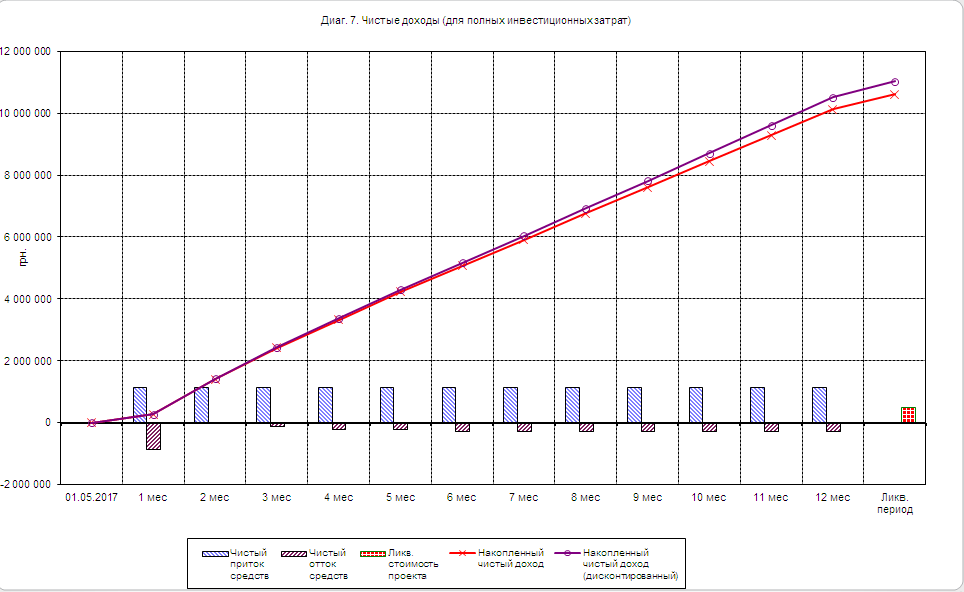 Диаг. 7. Чистые доходы (для полных инвестиционных затрат)
12 000 000
10 000 000
8 000 000
6 000 000
4 000 000
2 000 000
0
-2 000 000
грн.
01.05.2017 1 мес 2 мес 3 мес 4 мес 5 мес 6 мес 7 мес 8 мес 9 мес 10 мес 11 мес 12 мес Ликв.
период
Чистый
приток
средств
Чистый
отток
средств
Ликв.
стоимость
проекта
Накопленный
чистый доход
Накопленный
чистый доход
(дисконтированный)